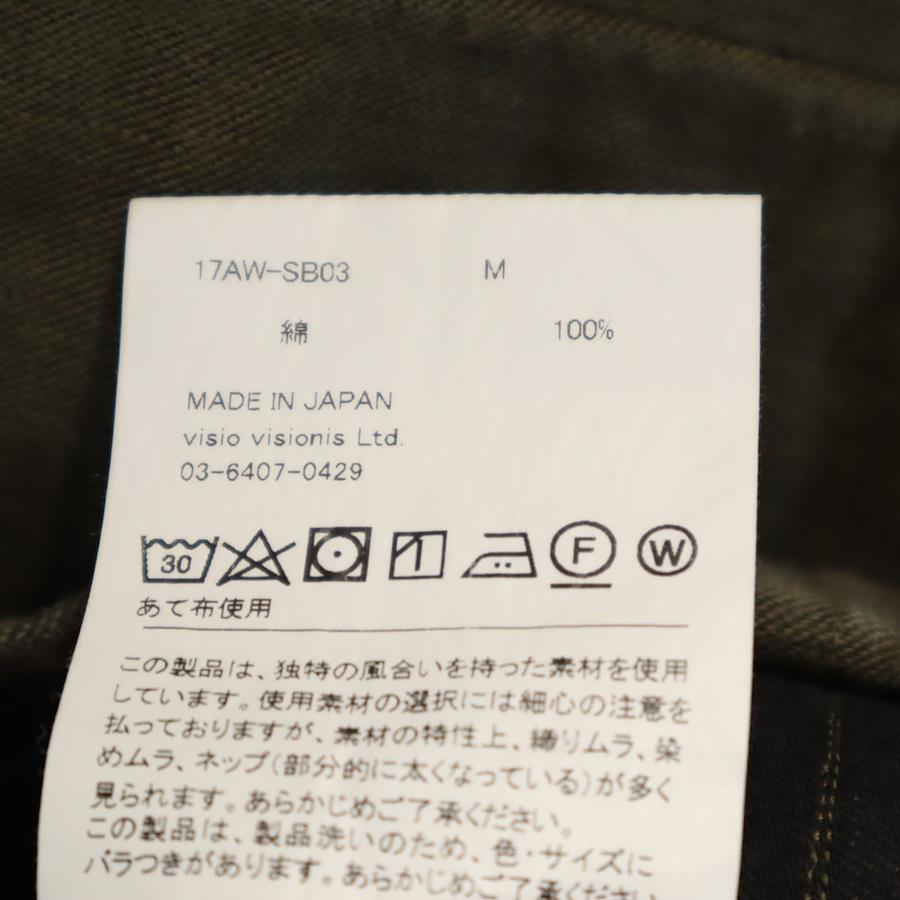 17AW-SB03 M
綿 100%
MADE IN JAPAN
visio visionis Ltd.
03-6407-0429
30 F W
あて布使用
この製品は、独特の風合いを持った素材を使用
しています。使用素材の選択には細心の注意を
払っておりますが、素材の特性上、織りムラ、染
めムラ、ネップ(部分的に太くなっている)が多く
見られます。あらかじめご了承ください。
この製品は、製品洗いのため、色・サイズに
バラつきがあります。あらかじめご了承ください